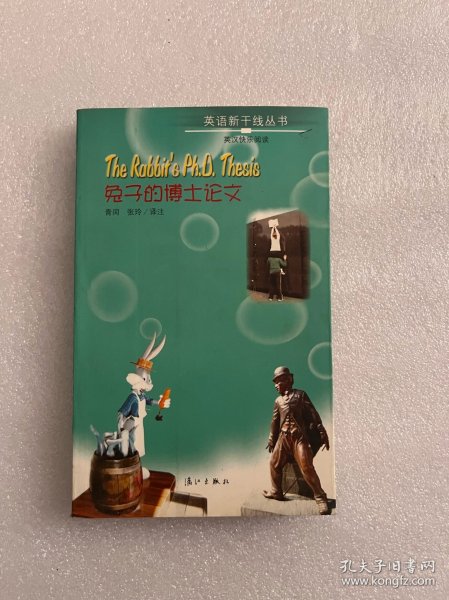 英语新干线丛书
英汉快乐阅读
The Rabbit's Ph.D. Thesis
兔子的博士论文
青闰 张玲/译注
漓江出版社
孔夫子旧书网
www.kongfz.com